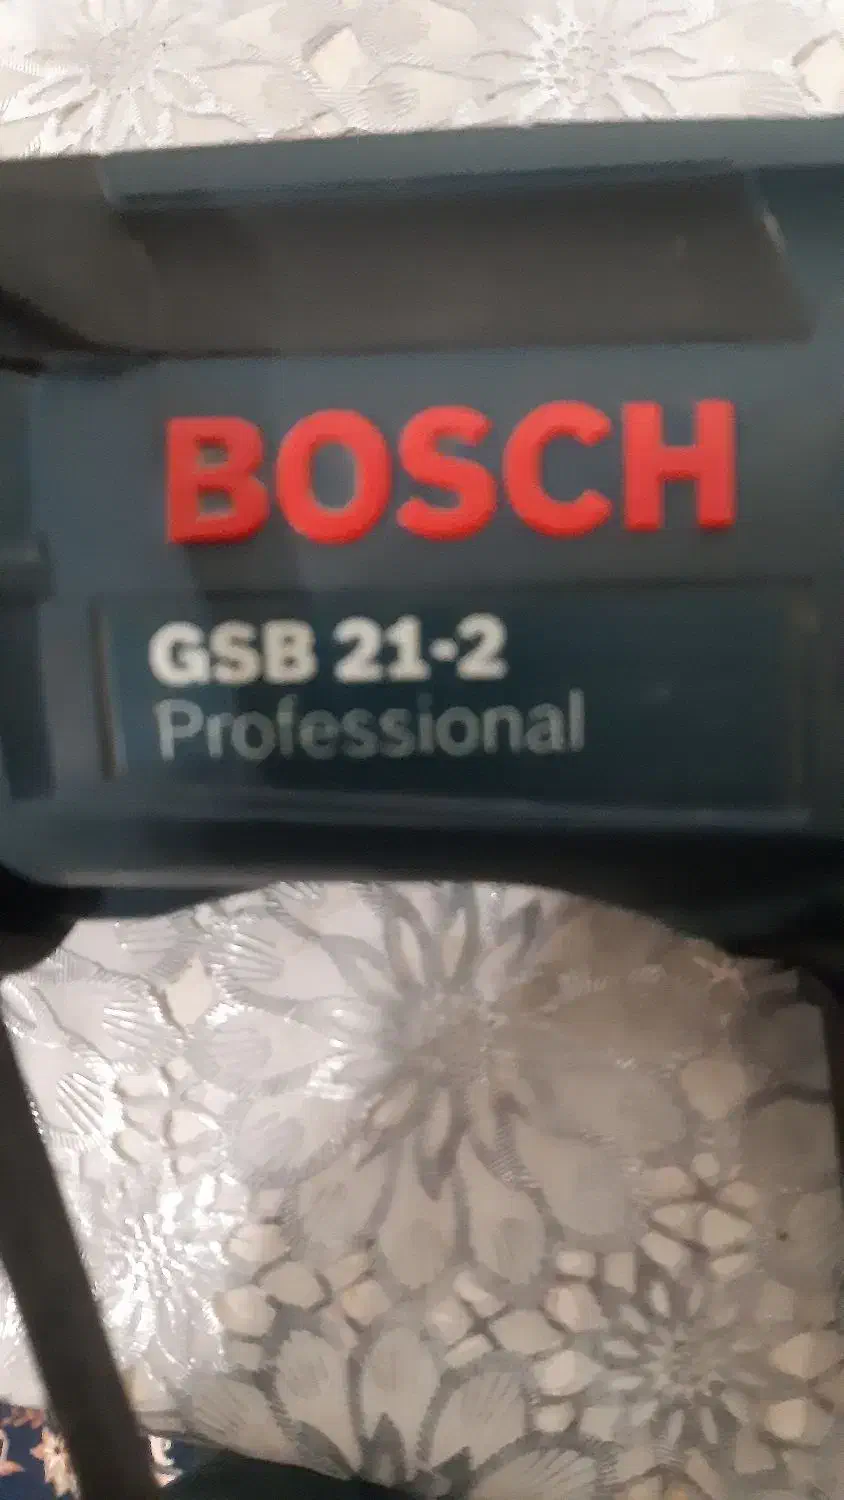 BOSCH
GSB 21-2
Professional